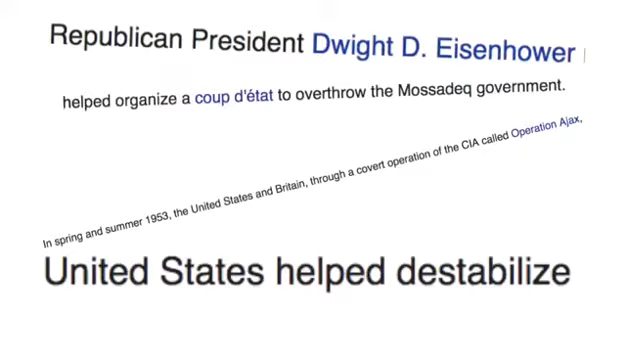 Republican President Dwight D. Eisenhower
helped organize a coup d'état to overthrow the Mossadeq government.
In spring and summer 1953, the United States and Britain, through a covert operation of the CIA called Operation Ajax,
United States helped destabilize